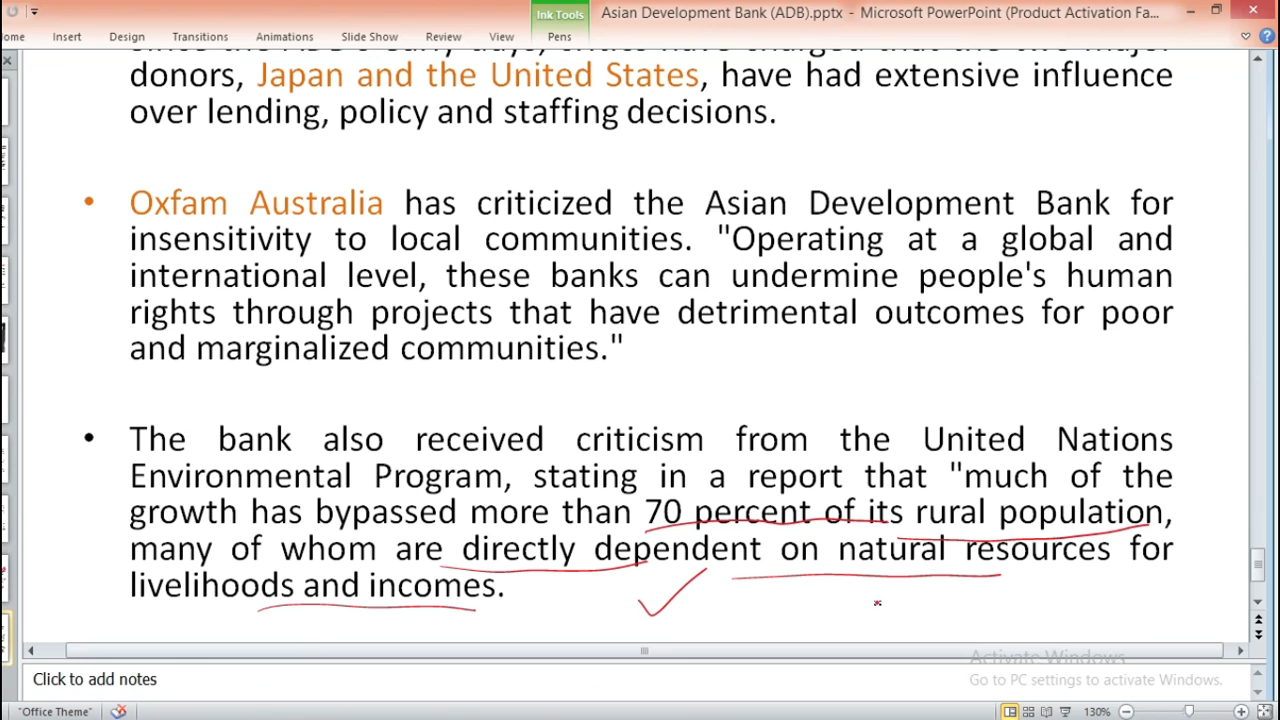 Ink Tools
Asian Development Bank (ADB).pptx - Microsoft PowerPoint (Product Activation Fa...
ome Insert Design Transitions Animations Slide Show Review View Pens
donors, Japan and the United States, have had extensive influence
over lending, policy and staffing decisions.
• Oxfam Australia has criticized the Asian Development Bank for
insensitivity to local communities. "Operating at a global and
international level, these banks can undermine people's human
rights through projects that have detrimental outcomes for poor
and marginalized communities."
• The bank also received criticism from the United Nations
Environmental Program, stating in a report that "much of the
growth has bypassed more than 70 percent of its rural population,
many of whom are directly dependent on natural resources for
livelihoods and incomes.
Activate Windows
Go to PC settings to activate Windows.
Click to add notes
"Office Theme"
130%